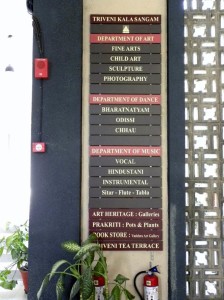 TRIVENI KALA SANGAM
DEPARTMENT OF ART
FINE ARTS
CHILD ART
SCULPTURE
PHOTOGRAPHY
DEPARTMENT OF DANCE
BHARATNATYAM
ODISSI
CHHAU
DEPARTMENT OF MUSIC
VOCAL
HINDUSTANI
INSTRUMENTAL
Sitar - Flute - Tabla
ART HERITAGE : Galleries
PRAKRITI : Pots & Plants
BOOK STORE :
TRIVENI TEA TERRACE